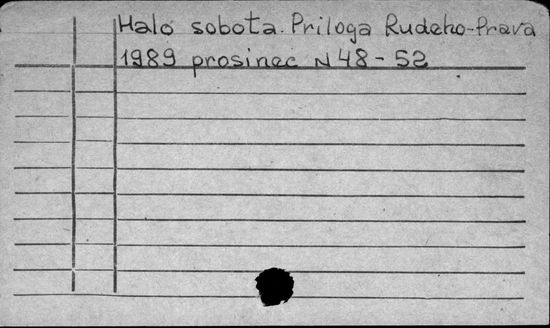 Halo sobota. Priloga Rudeho-Prava
1989 prosinec N 48-52